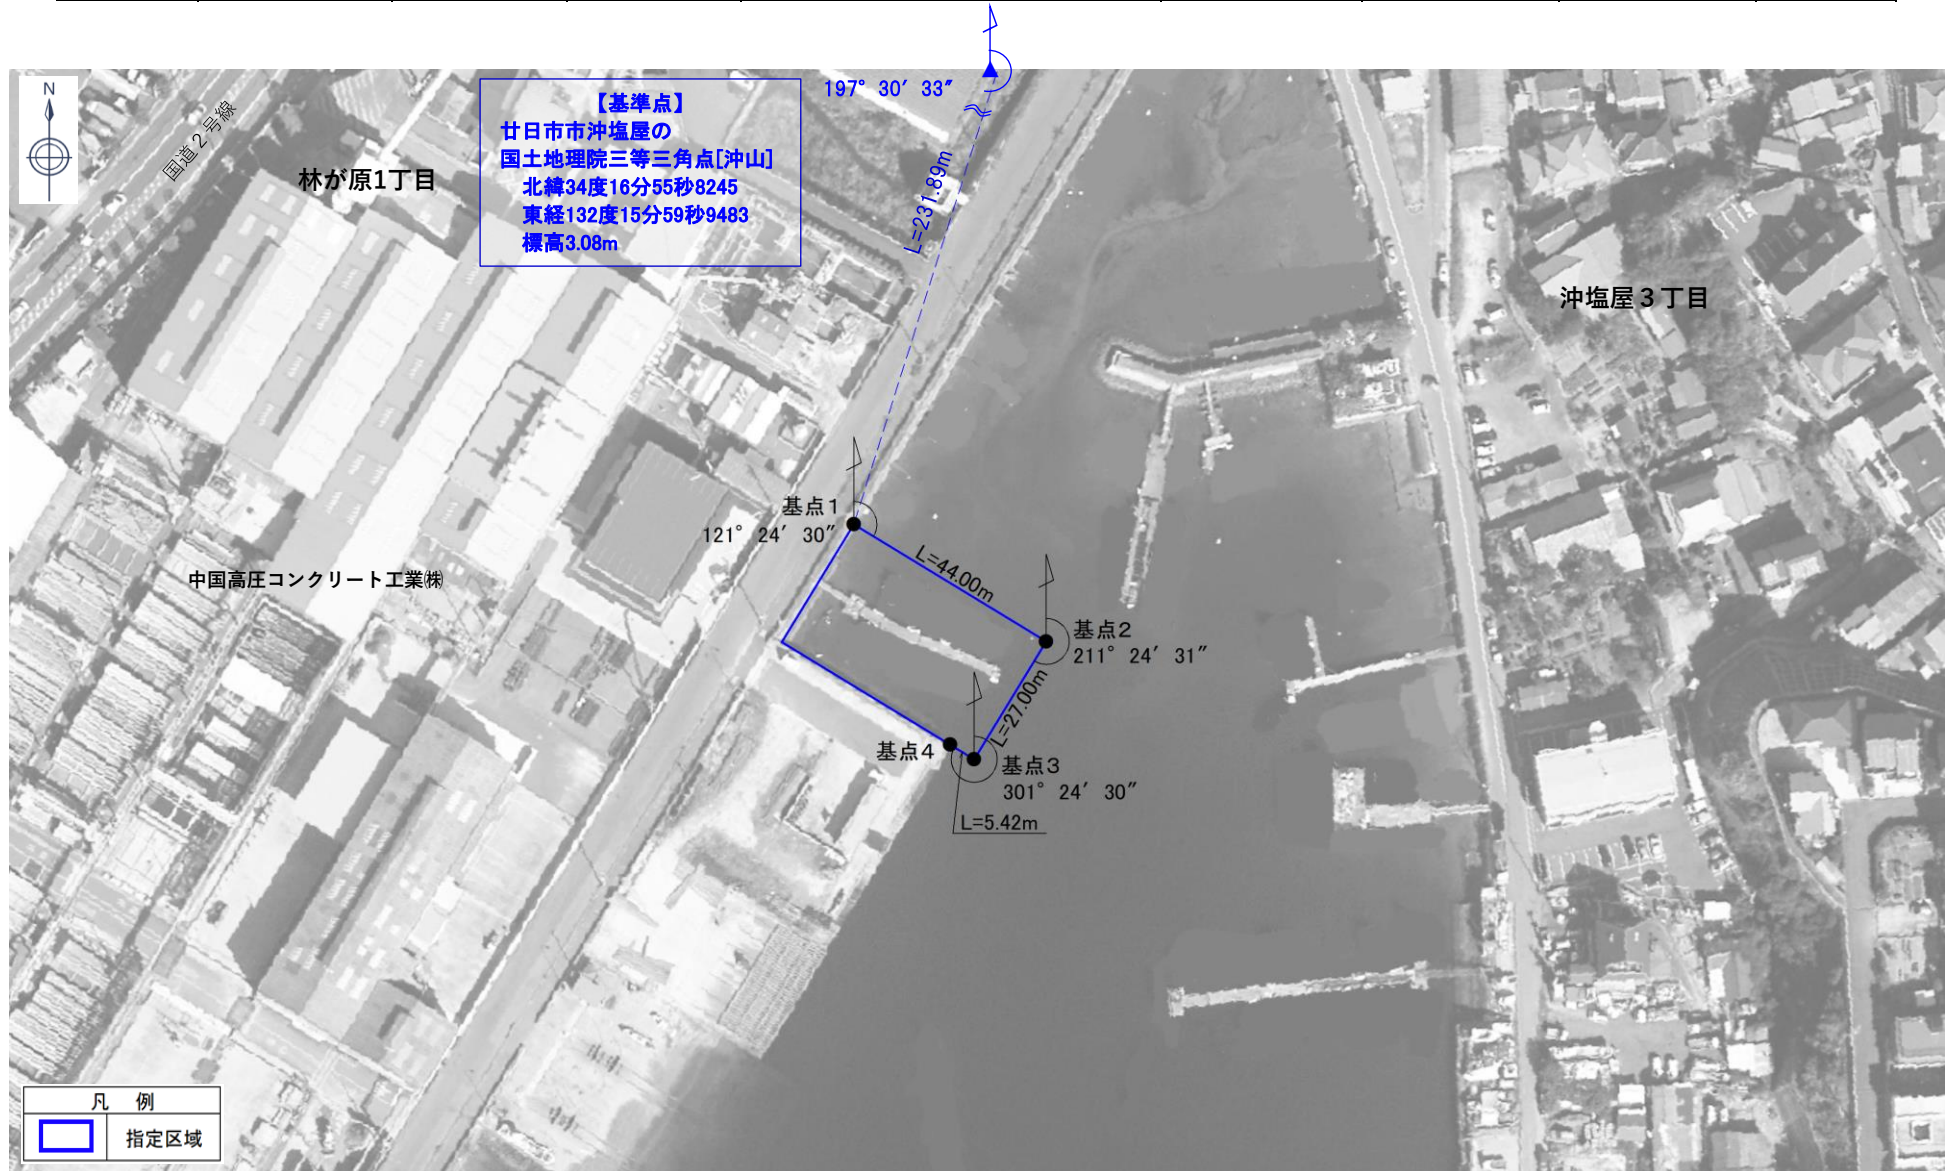 N
国道２号線
林が原1丁目
【基準点】
廿日市市沖塩屋の
国土地理院三等三角点[沖山]
北緯34度16分55秒8245
東経132度15分59秒9483
標高3.08m
197° 30′ 33″
L=231.89m
沖塩屋３丁目
基点1
121° 24′ 30″
L=44.00m
中国高圧コンクリート工業㈱
基点2
211° 24′ 31″
L=27.00m
基点4
基点3
301° 24′ 30″
L=5.42m
凡 例
指定区域